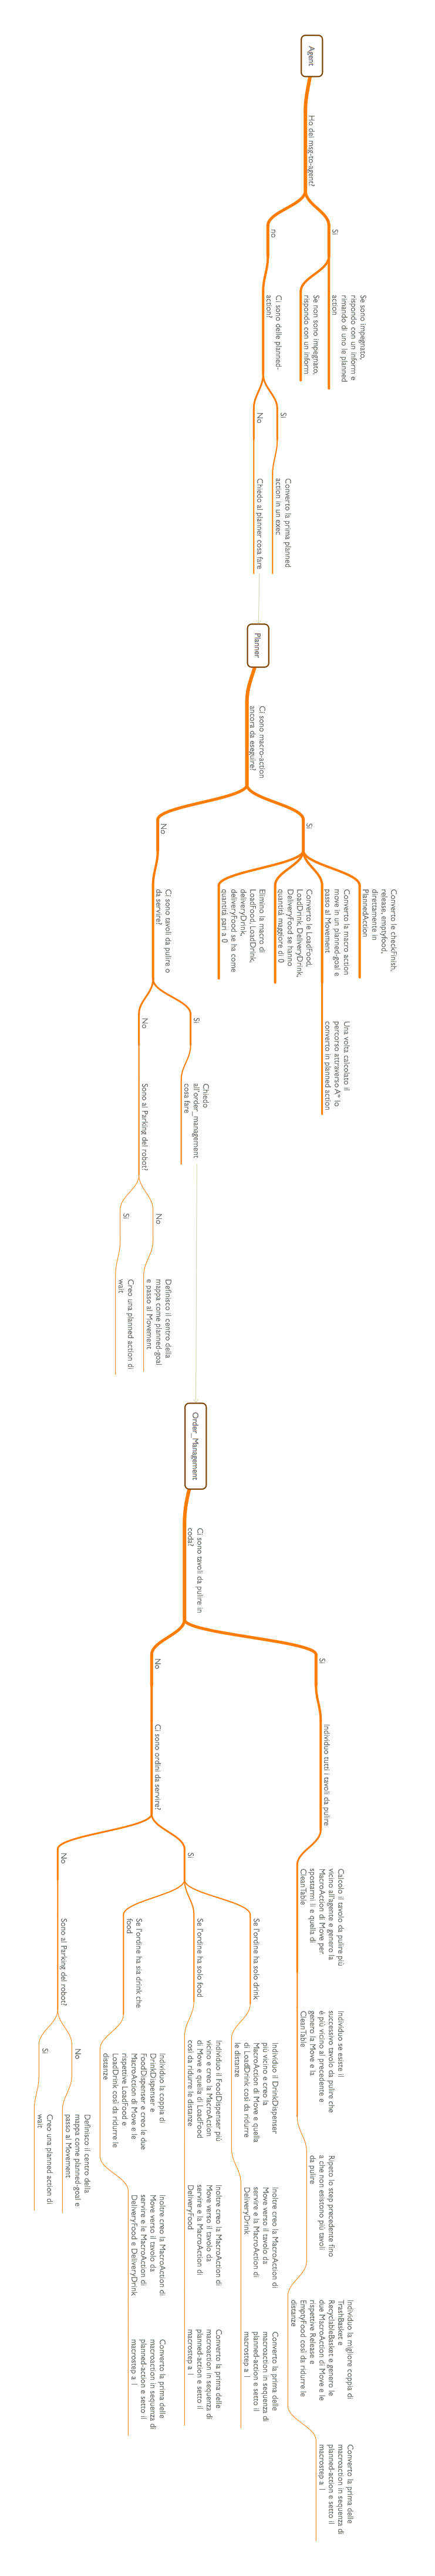 Agent
Ho dei msg-to-agent?
Si
Se sono impegnato,
rispondo con un inform e
rimando di uno le planned
action
Se non sono impegnato,
rispondo con un inform
no
Ci sono delle planned-
action?
Si
Converto la prima planned
action in un exec
No
Chiedo al planner cosa fare
Planner
Ci sono macro-action
ancora da eseguire?
Si
Converto le checkFinish,
release, emptyfood,
direttamente in
PlannedAction
Converto la macro action
move in un planned-goal e
passo al Movement
Una volta calcolato il
percorso attraverso A* lo
converto in planned action
Converto le LoadFood,
LoadDrink, DeliveryDrink,
DeliveryFood se hanno
quantità maggiore di 0
Elimino la macro di
LoadFood, LoadDrink,
deliveryDrink,
deliveryFood se ha come
quantità pari a 0
No
Ci sono tavoli da pulire o
da servire?
Si
Chiedo
all'order_management
cosa fare
No
Sono al Parking del robot?
No
Definisco il centro della
mappa come planned-goal
e passo al Movement
Si
Creo una planned action di
wait
Order_Management
Ci sono tavoli da pulire in
coda?
Si
Individuo tutti i tavoli da pulire
Calcolo il tavolo da pulire più
vicino all'agente e genero la
MacroAction di Move per
spostarmi lì e quella di
CleanTable
Individuo se esiste il
successivo tavolo da pulire che
è più vicino al precedente e
genero la Move e la
CleanTable
Ripeto lo step precedente fino
a che non esistono più tavoli
da pulire
Individuo la migliore coppia di
TrashBasket e
RecyclableBasket e genero le
due MacroAction di Move e le
rispettive Release e
EmptyFood così da ridurre le
distanze
Converto la prima delle
macroaction in sequenza di
planned-action e setto il
macrostep a 1
No
Ci sono ordini da servire?
Si
Se l'ordine ha solo drink
Individuo il DrinkDispenser
più vicino e creo la
MacroAction di Move e quella
di LoadDrink così da ridurre
le distanze
Inoltre creo la MacroAction di
Move verso il tavolo da
servire e la MacroAction di
DeliveryDrink
Converto la prima delle
macroaction in sequenza di
planned-action e setto il
macrostep a 1
Se l'ordine ha solo food
Individuo il FoodDispenser più
vicino e creo la MacroAction
di Move e quella di LoadFood
così da ridurre le distanze
Inoltre creo la MacroAction di
Move verso il tavolo da
servire e la MacroAction di
DeliveryFood
Converto la prima delle
macroaction in sequenza di
planned-action e setto il
macrostep a 1
Se l'ordine ha sia drink che
food
Individuo la coppia di
DrinkDispenser e
FoodDispenser e creo le due
MacroAction di Move e le
rispettive LoadFood e
LoadDrink così da ridurre le
distanze
Inoltre creo la MacroAction di
Move verso il tavolo da
servire e le MacroAction di
DeliveryFood e DeliveryDrink
Converto la prima delle
macroaction in sequenza di
planned-action e setto il
macrostep a 1
No
Sono al Parking del robot?
No
Definisco il centro della
mappa come planned-goal e
passo al Movement
Si
Creo una planned action di
wait